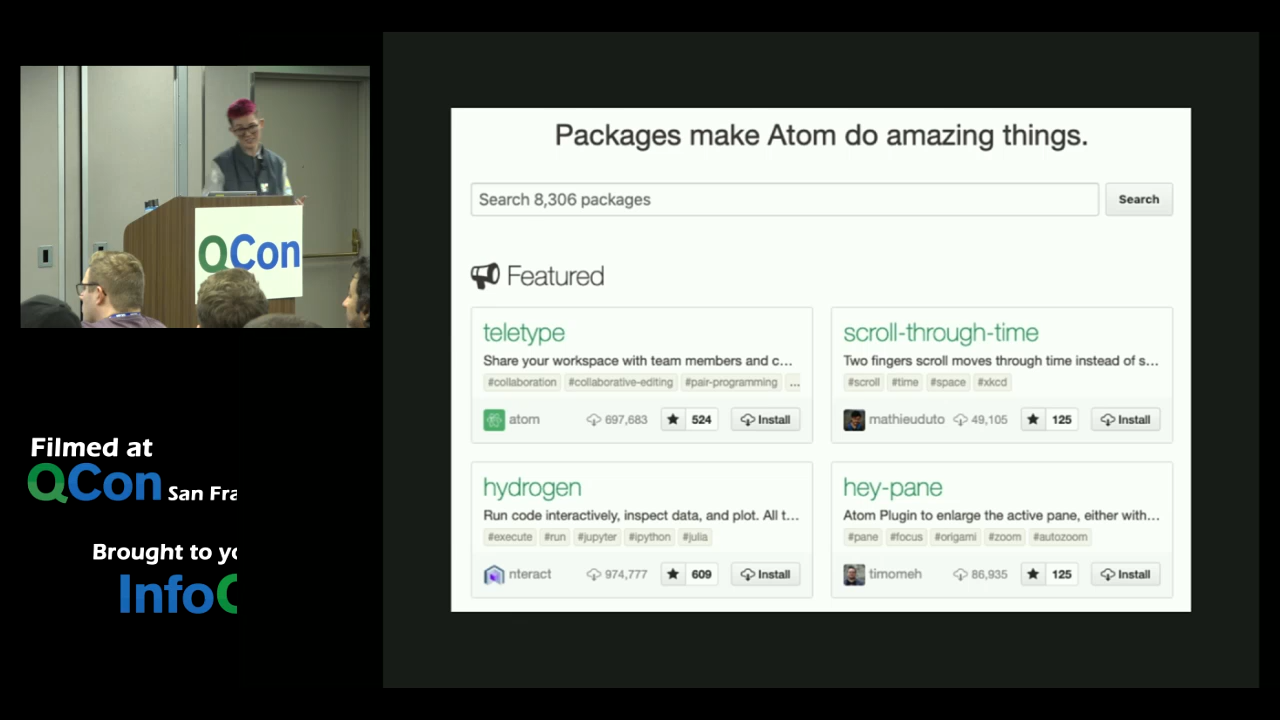 QCon
Filmed at
QCon San Fra
Brought to yo
InfoQ
Packages make Atom do amazing things.
Search 8,306 packages
Search
Featured
teletype
Share your workspace with team members and c...
#collaboration #collaborative-editing #pair-programming ...
atom 697,683 524 Install
scroll-through-time
Two fingers scroll moves through time instead of s...
#scroll #time #space #xkcd
mathieuduto 49,105 125 Install
hydrogen
Run code interactively, inspect data, and plot. All t...
#execute #run #jupyter #ipython #julia
nteract 974,777 609 Install
hey-pane
Atom Plugin to enlarge the active pane, either with...
#pane #focus #origami #zoom #autozoom
timomeh 86,935 125 Install